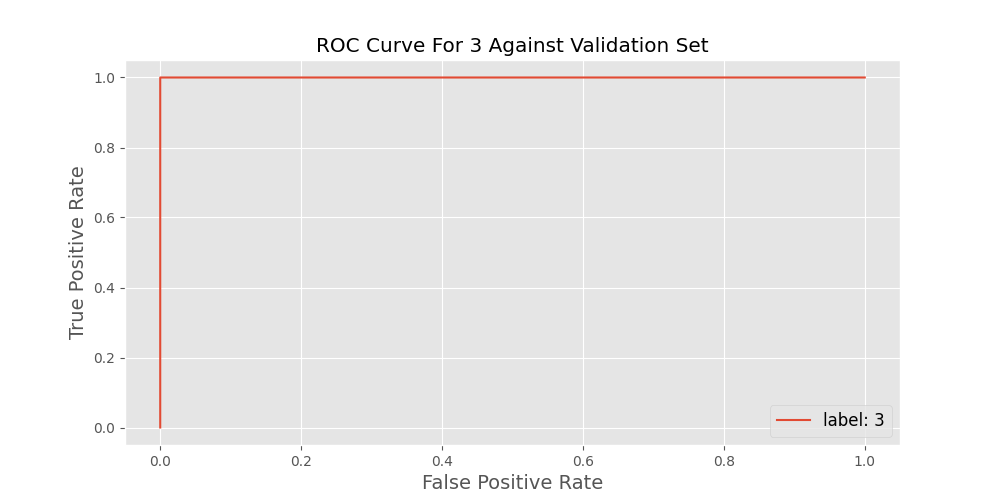 ROC Curve For 3 Against Validation Set
True Positive Rate
1.0
0.8
0.6
0.4
0.2
0.0
label: 3
0.0 0.2 0.4 0.6 0.8 1.0
False Positive Rate